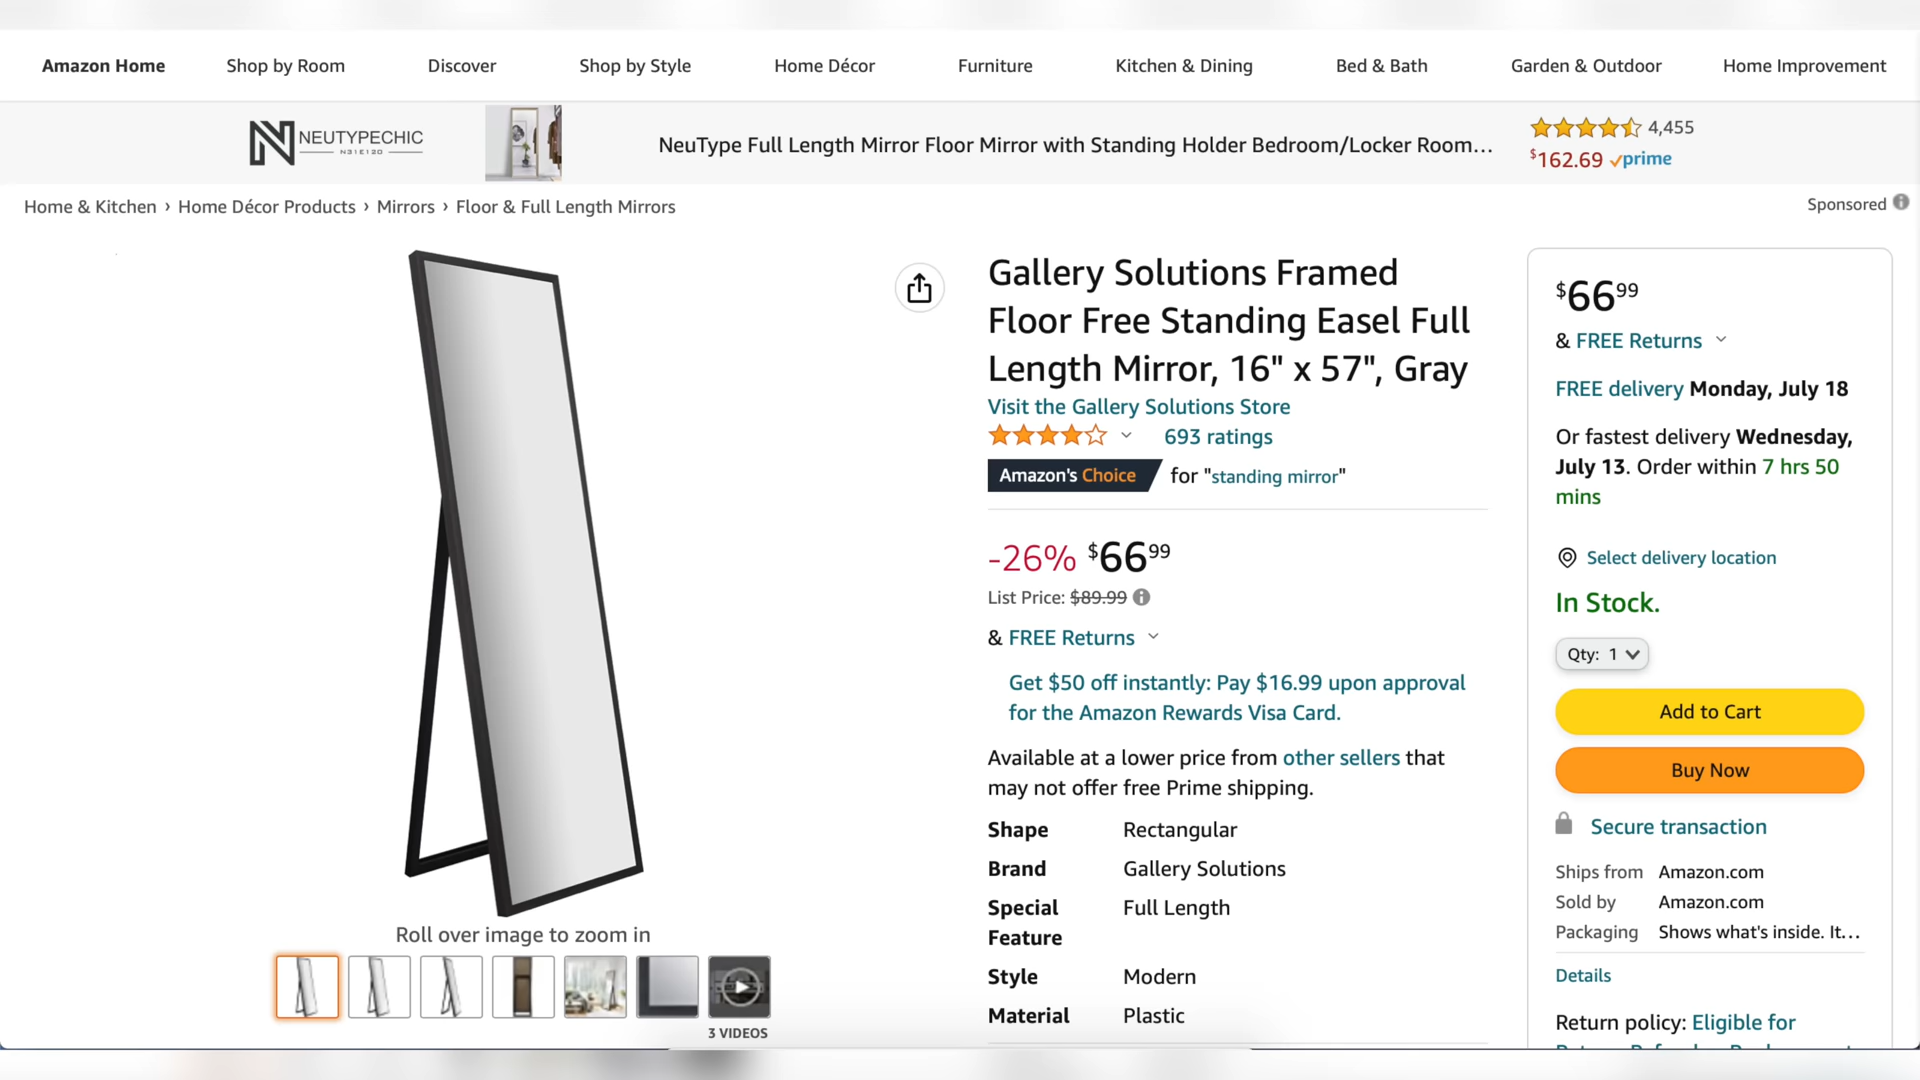 Amazon Home
Shop by Room
Discover
Shop by Style
Home Décor
Furniture
Kitchen & Dining
Bed & Bath
Garden & Outdoor
Home Improvement
NEUTYPECHIC
N31E120
NeuType Full Length Mirror Floor Mirror with Standing Holder Bedroom/Locker Room…
4,455
$162.69 prime
Home & Kitchen › Home Décor Products › Mirrors › Floor & Full Length Mirrors
Sponsored
Roll over image to zoom in
3 VIDEOS
Gallery Solutions Framed
Floor Free Standing Easel Full
Length Mirror, 16" x 57", Gray
Visit the Gallery Solutions Store
693 ratings
Amazon's Choice for "standing mirror"
-26% $66 99
List Price: $89.99
& FREE Returns
Get $50 off instantly: Pay $16.99 upon approval
for the Amazon Rewards Visa Card.
Available at a lower price from other sellers that
may not offer free Prime shipping.
Shape Rectangular
Brand Gallery Solutions
Special Full Length
Feature
Style Modern
Material Plastic
$66 99
& FREE Returns
FREE delivery Monday, July 18
Or fastest delivery Wednesday,
July 13. Order within 7 hrs 50
mins
Select delivery location
In Stock.
Qty: 1
Add to Cart
Buy Now
Secure transaction
Ships from Amazon.com
Sold by Amazon.com
Packaging Shows what's inside. It…
Details
Return policy: Eligible for